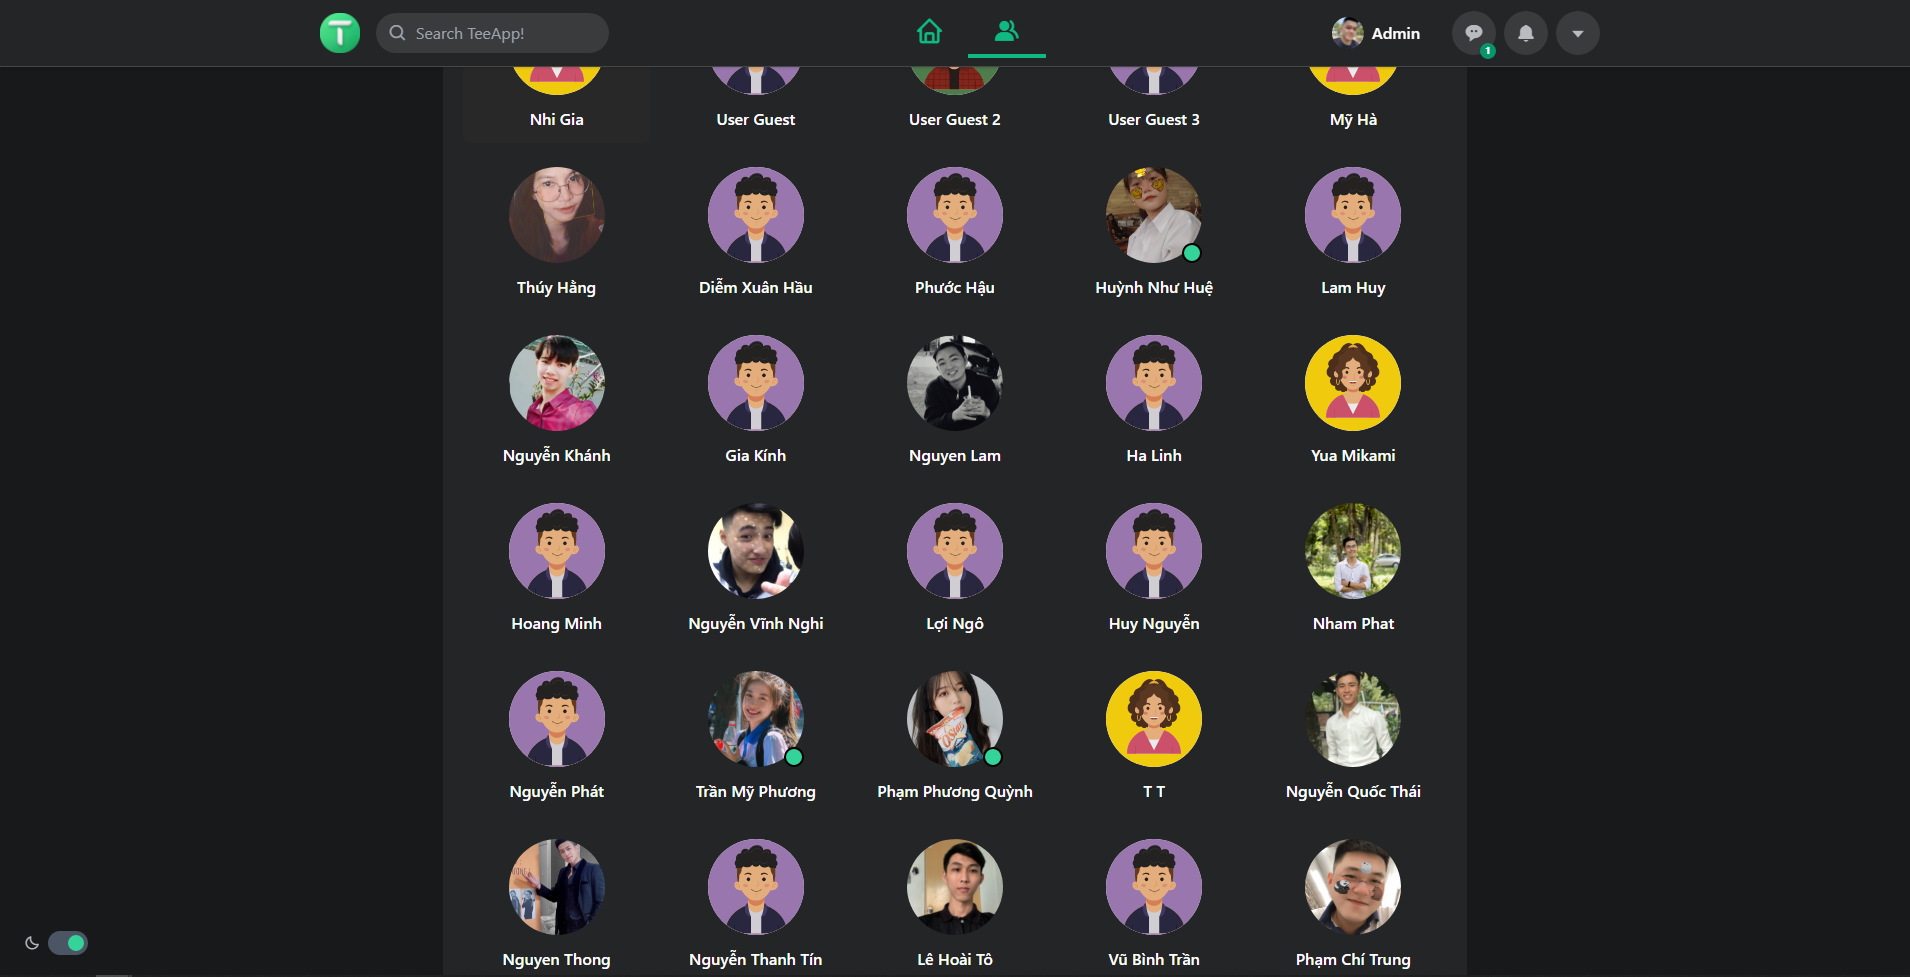 T
Search TeeApp!
Admin
1
Nhi Gia
User Guest
User Guest 2
User Guest 3
Mỹ Hà
Thúy Hằng
Diễm Xuân Hầu
Phước Hậu
Huỳnh Như Huệ
Lam Huy
Nguyễn Khánh
Gia Kính
Nguyen Lam
Ha Linh
Yua Mikami
Hoang Minh
Nguyễn Vĩnh Nghi
Lợi Ngô
Huy Nguyễn
Nham Phat
Nguyễn Phát
Trần Mỹ Phương
Phạm Phương Quỳnh
T T
Nguyễn Quốc Thái
Nguyen Thong
Nguyễn Thanh Tín
Lê Hoài Tô
Vũ Bình Trần
Phạm Chí Trung